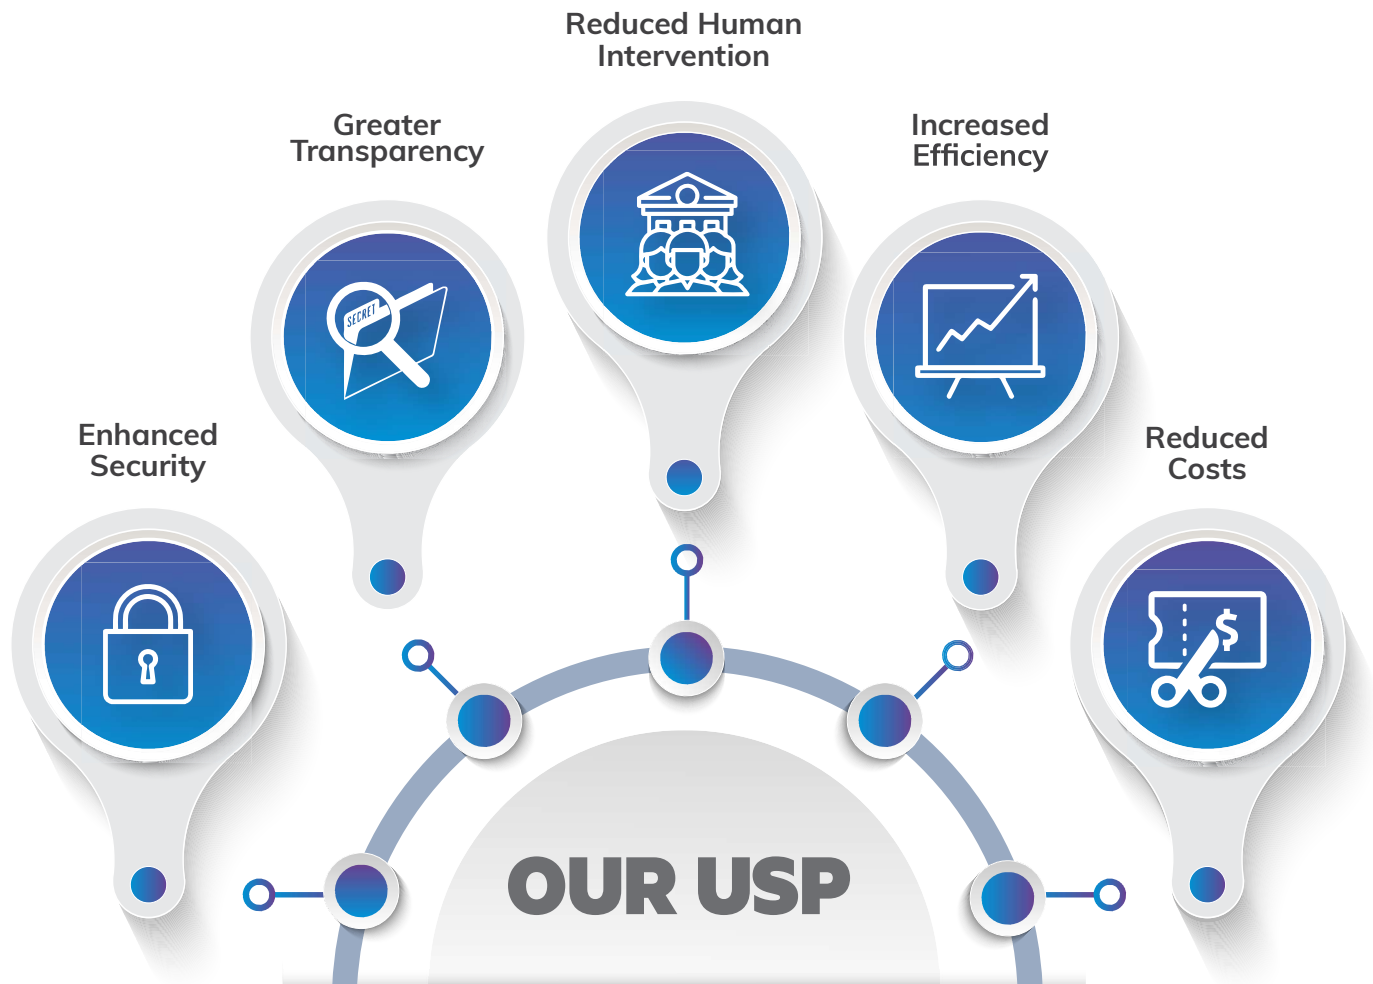 Reduced Human
Intervention
Greater
Transparency
Increased
Efficiency
Enhanced
Security
Reduced
Costs
SECRET
$
OUR USP